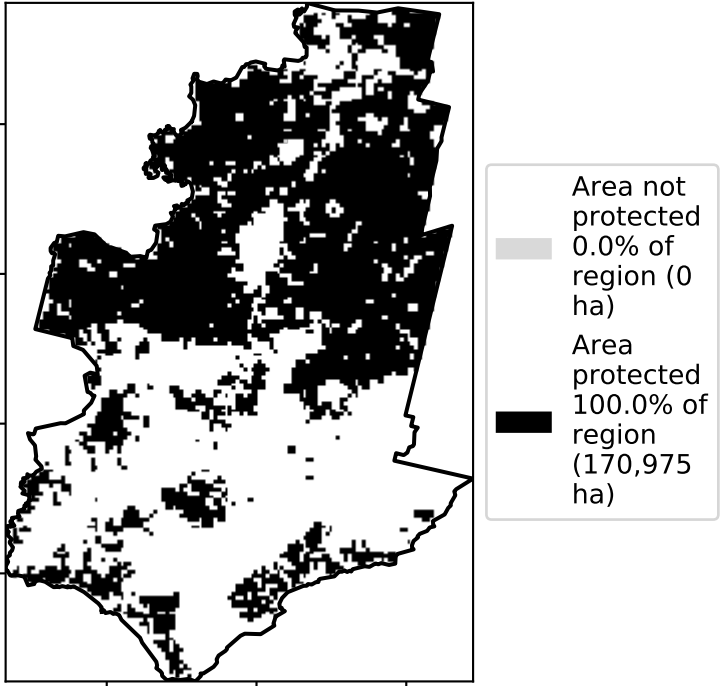 Area not
protected
0.0% of
region (0
ha)
Area
protected
100.0% of
region
(170,975
ha)